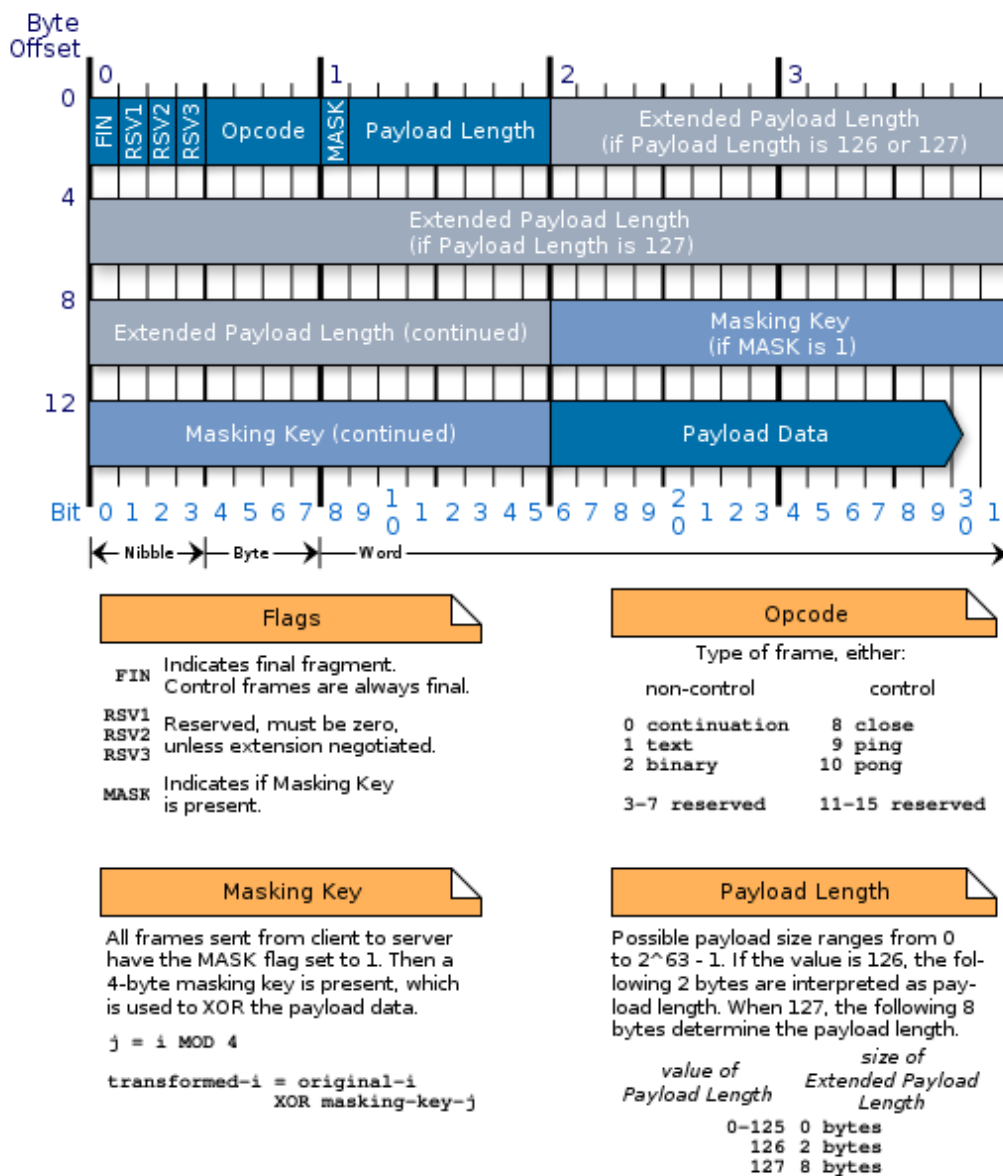 Byte
Offset
0 1 2 3
0
FIN RSV1 RSV2 RSV3 Opcode MASK Payload Length Extended Payload Length
(if Payload Length is 126 or 127)
4
Extended Payload Length
(if Payload Length is 127)
8
Extended Payload Length (continued) Masking Key
(if MASK is 1)
12
Masking Key (continued) Payload Data
Bit 0 1 2 3 4 5 6 7 8 9 10 1 2 3 4 5 6 7 8 9 20 1 2 3 4 5 6 7 8 9 30 1
Nibble Byte Word
Flags
FIN Indicates final fragment.
Control frames are always final.
RSV1
RSV2 Reserved, must be zero,
RSV3 unless extension negotiated.
MASK Indicates if Masking Key
is present.
Opcode
Type of frame, either:
non-control control
0 continuation 8 close
1 text 9 ping
2 binary 10 pong
3-7 reserved 11-15 reserved
Masking Key
All frames sent from client to server
have the MASK flag set to 1. Then a
4-byte masking key is present, which
is used to XOR the payload data.
j = i MOD 4
transformed-i = original-i
XOR masking-key-j
Payload Length
Possible payload size ranges from 0
to 2^63 - 1. If the value is 126, the fol-
lowing 2 bytes are interpreted as pay-
load length. When 127, the following 8
bytes determine the payload length.
value of size of
Payload Length Extended Payload
Length
0-125 0 bytes
126 2 bytes
127 8 bytes